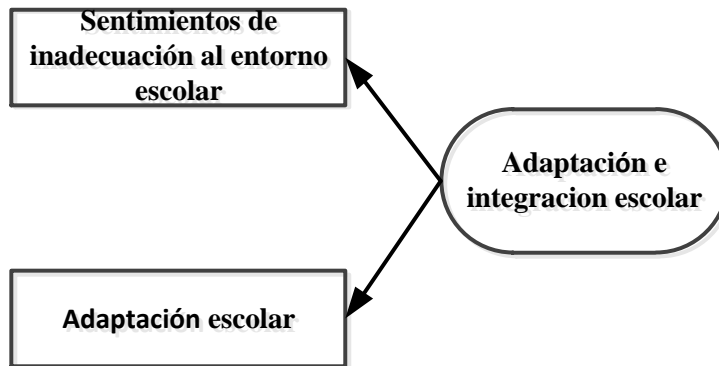 Sentimientos de
inadecuación al entorno
escolar
Adaptación e
integracion escolar
Adaptación escolar